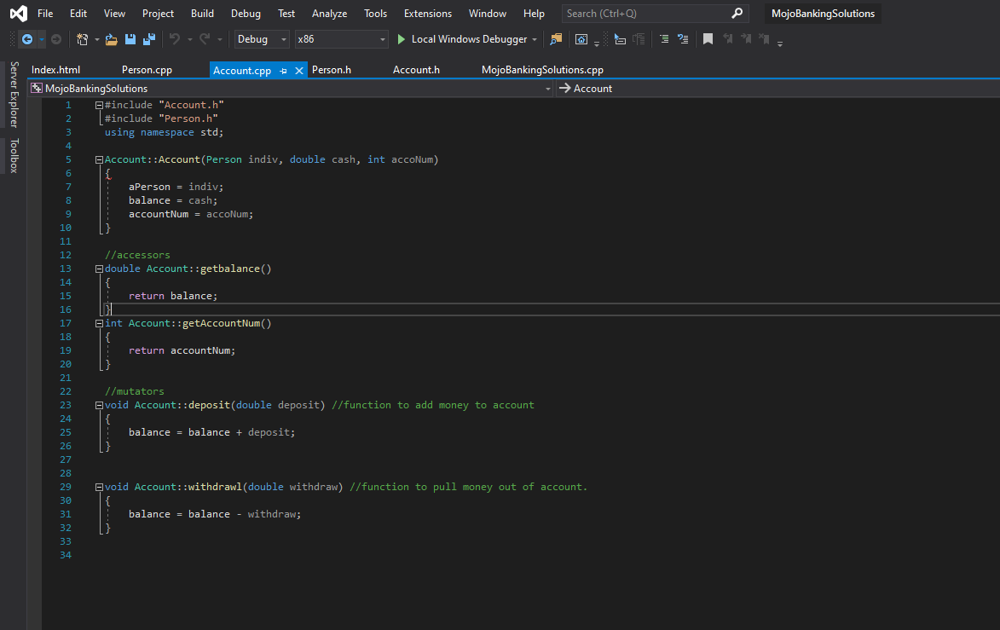 File Edit View Project Build Debug Test Analyze Tools Extensions Window Help Search (Ctrl+Q) MojoBankingSolutions
Debug x86 Local Windows Debugger
Server Explorer
Toolbox
Index.html Person.cpp Account.cpp Person.h Account.h MojoBankingSolutions.cpp
MojoBankingSolutions Account
1 #include "Account.h"
2 #include "Person.h"
3 using namespace std;
4
5 Account::Account(Person indiv, double cash, int accoNum)
6 {
7 aPerson = indiv;
8 balance = cash;
9 accountNum = accoNum;
10 }
11
12 //accessors
13 double Account::getbalance()
14 {
15 return balance;
16 }
17 int Account::getAccountNum()
18 {
19 return accountNum;
20 }
21
22 //mutators
23 void Account::deposit(double deposit) //function to add money to account
24 {
25 balance = balance + deposit;
26 }
27
28
29 void Account::withdrawl(double withdraw) //function to pull money out of account.
30 {
31 balance = balance - withdraw;
32 }
33
34